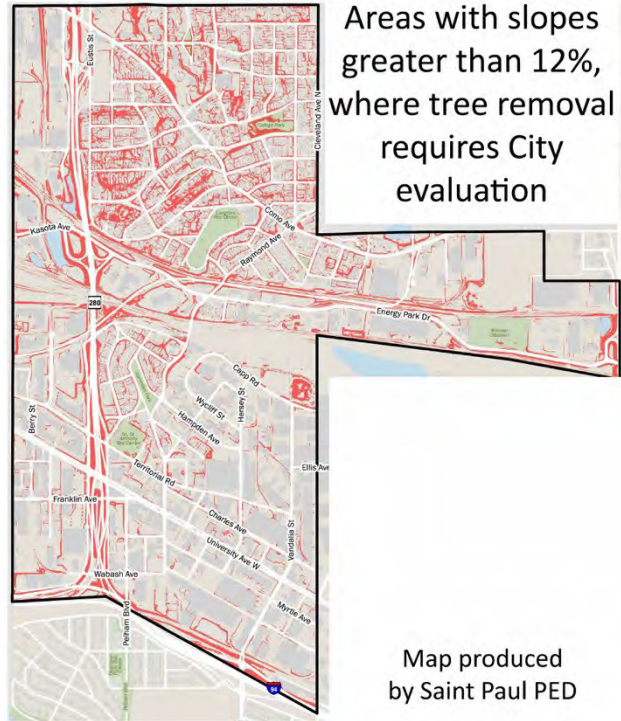 Areas with slopes
greater than 12%,
where tree removal
requires City
evaluation
Eustis St
Cleveland Ave N
Como Ave
Kasota Ave
Raymond Ave
280
Energy Park Dr
Capp Rd
Wycliff St
Hersey St
Berry St
Hampden Ave
Territorial Rd
Ellis Ave
Franklin Ave
Charles Ave
Vandalia St
University Ave W
Wabash Ave
Myrtle Ave
Pelham Blvd
94
Map produced
by Saint Paul PED